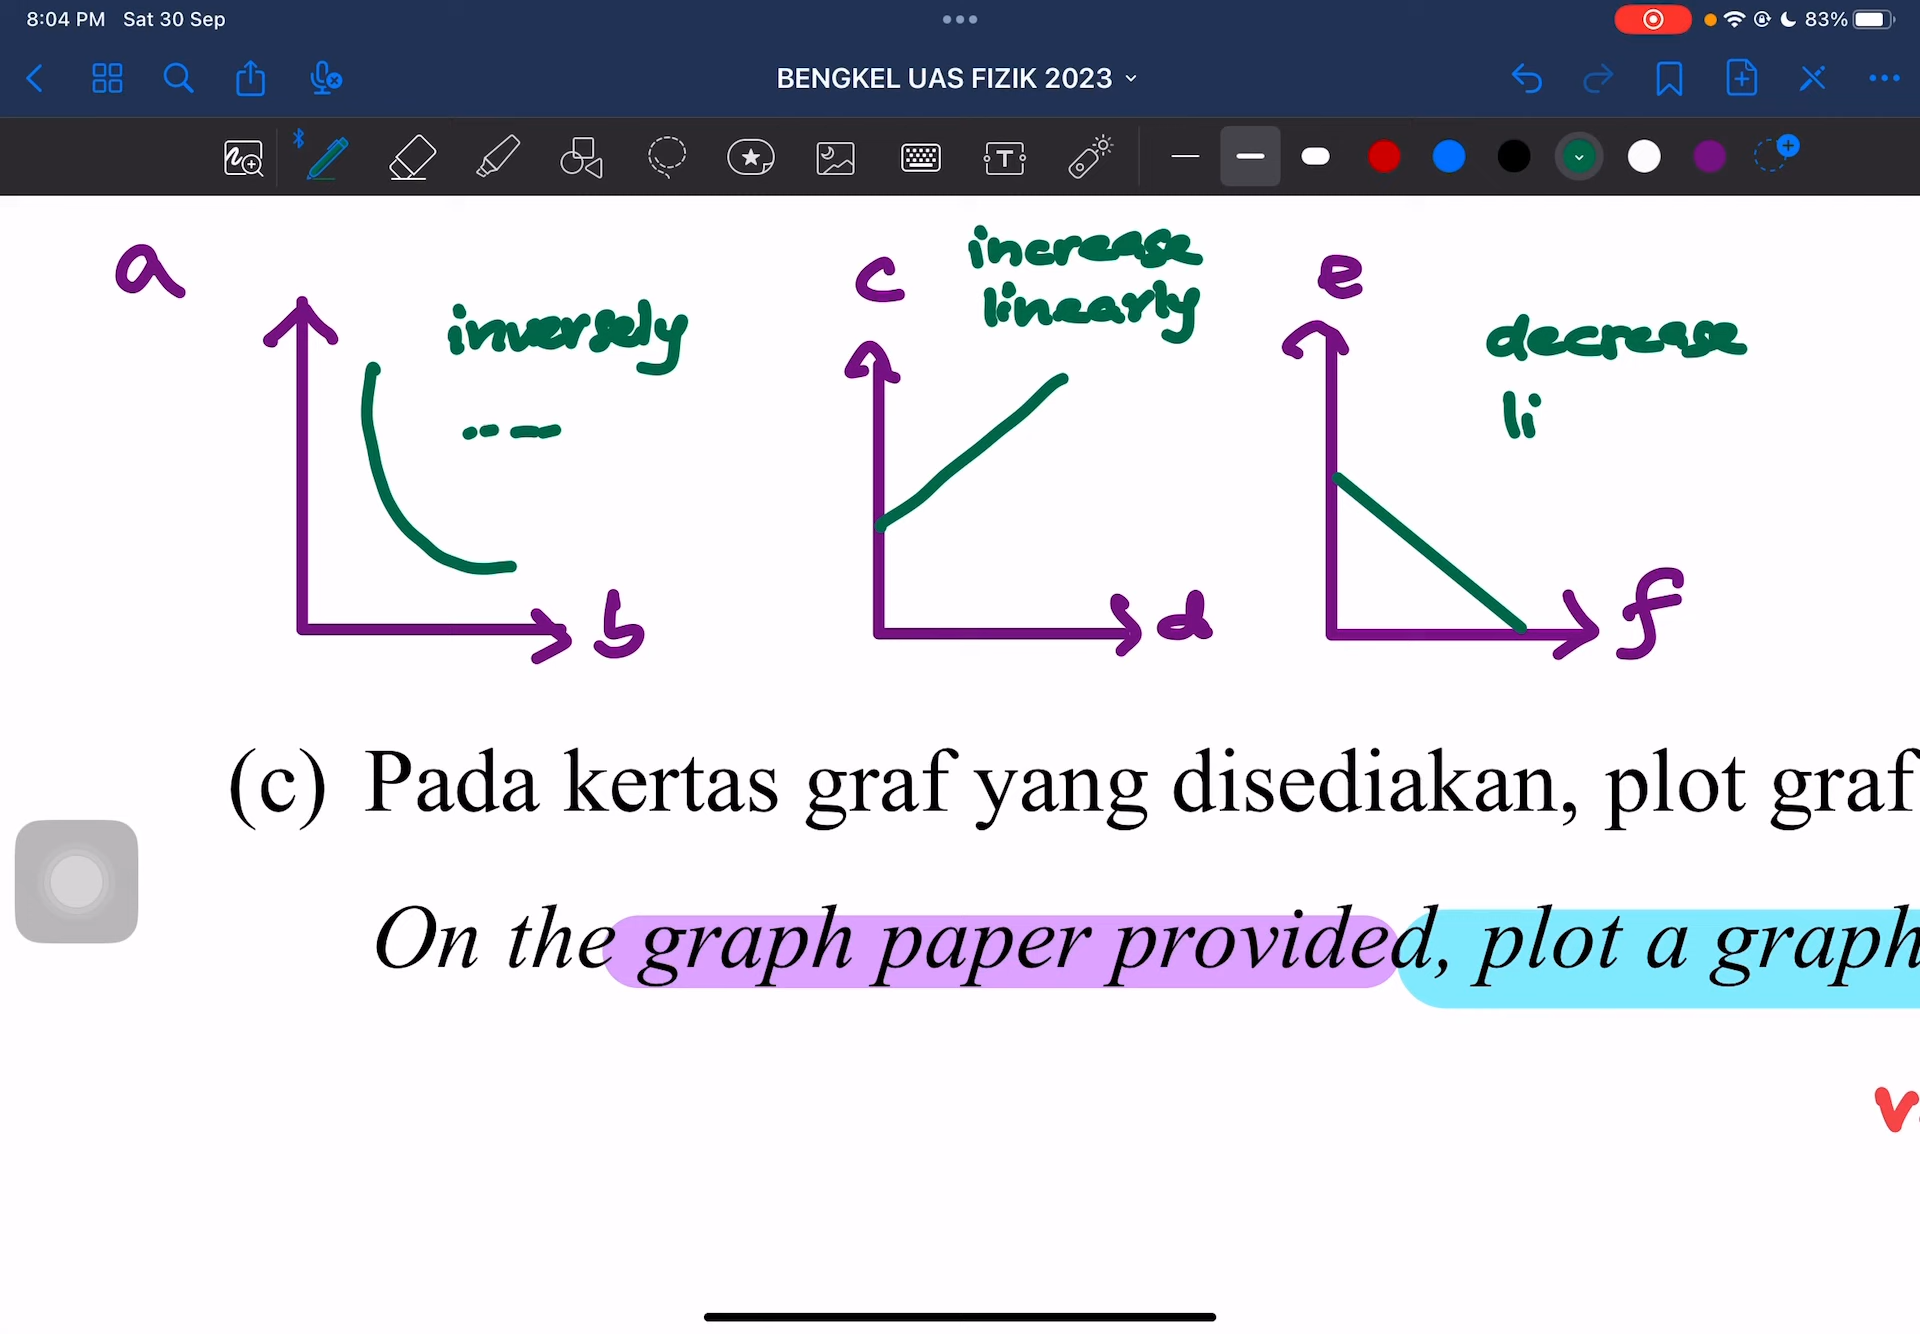 8:04 PM Sat 30 Sep
83%
BENGKEL UAS FIZIK 2023
T
a
inversely
b
c
increase
linearly
d
e
decrease
li
f
(c) Pada kertas graf yang disediakan, plot graf
On the graph paper provided, plot a graph